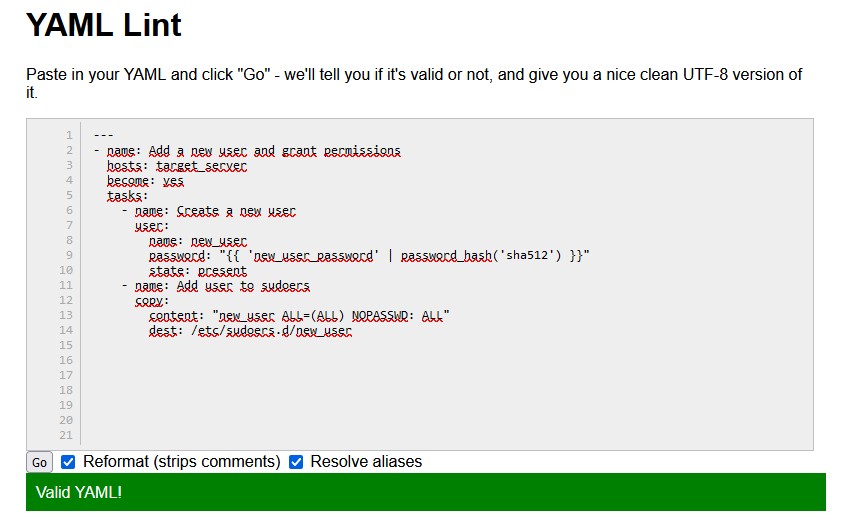 YAML Lint
Paste in your YAML and click "Go" - we'll tell you if it's valid or not, and give you a nice clean UTF-8 version of
it.
1 ---
2 - name: Add a new user and grant permissions
3   hosts: target_server
4   become: yes
5   tasks:
6     - name: Create a new user
7       user:
8         name: new_user
9         password: "{{ 'new_user_password' | password_hash('sha512') }}"
10         state: present
11     - name: Add user to sudoers
12       copy:
13         content: "new_user ALL=(ALL) NOPASSWD: ALL"
14         dest: /etc/sudoers.d/new_user
15
16
17
18
19
20
21
Go Reformat (strips comments) Resolve aliases
Valid YAML!